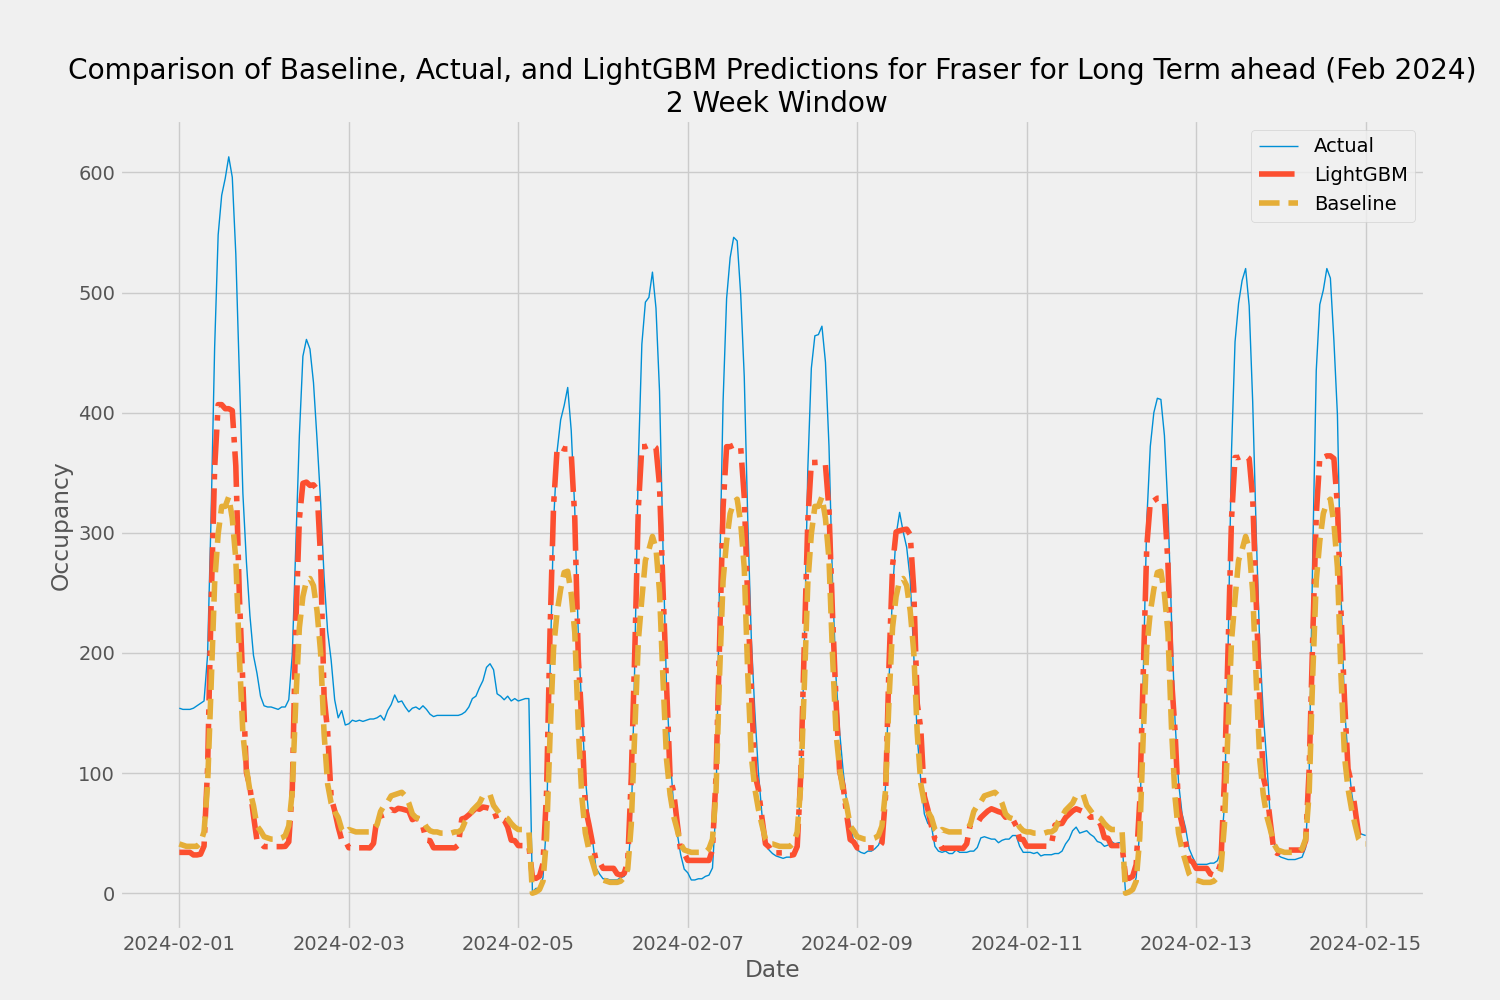 Comparison of Baseline, Actual, and LightGBM Predictions for Fraser for Long Term ahead (Feb 2024)
2 Week Window
Actual
LightGBM
Baseline
600
500
400
300
200
100
0
Occupancy
2024-02-01
2024-02-03
2024-02-05
2024-02-07
2024-02-09
2024-02-11
2024-02-13
2024-02-15
Date